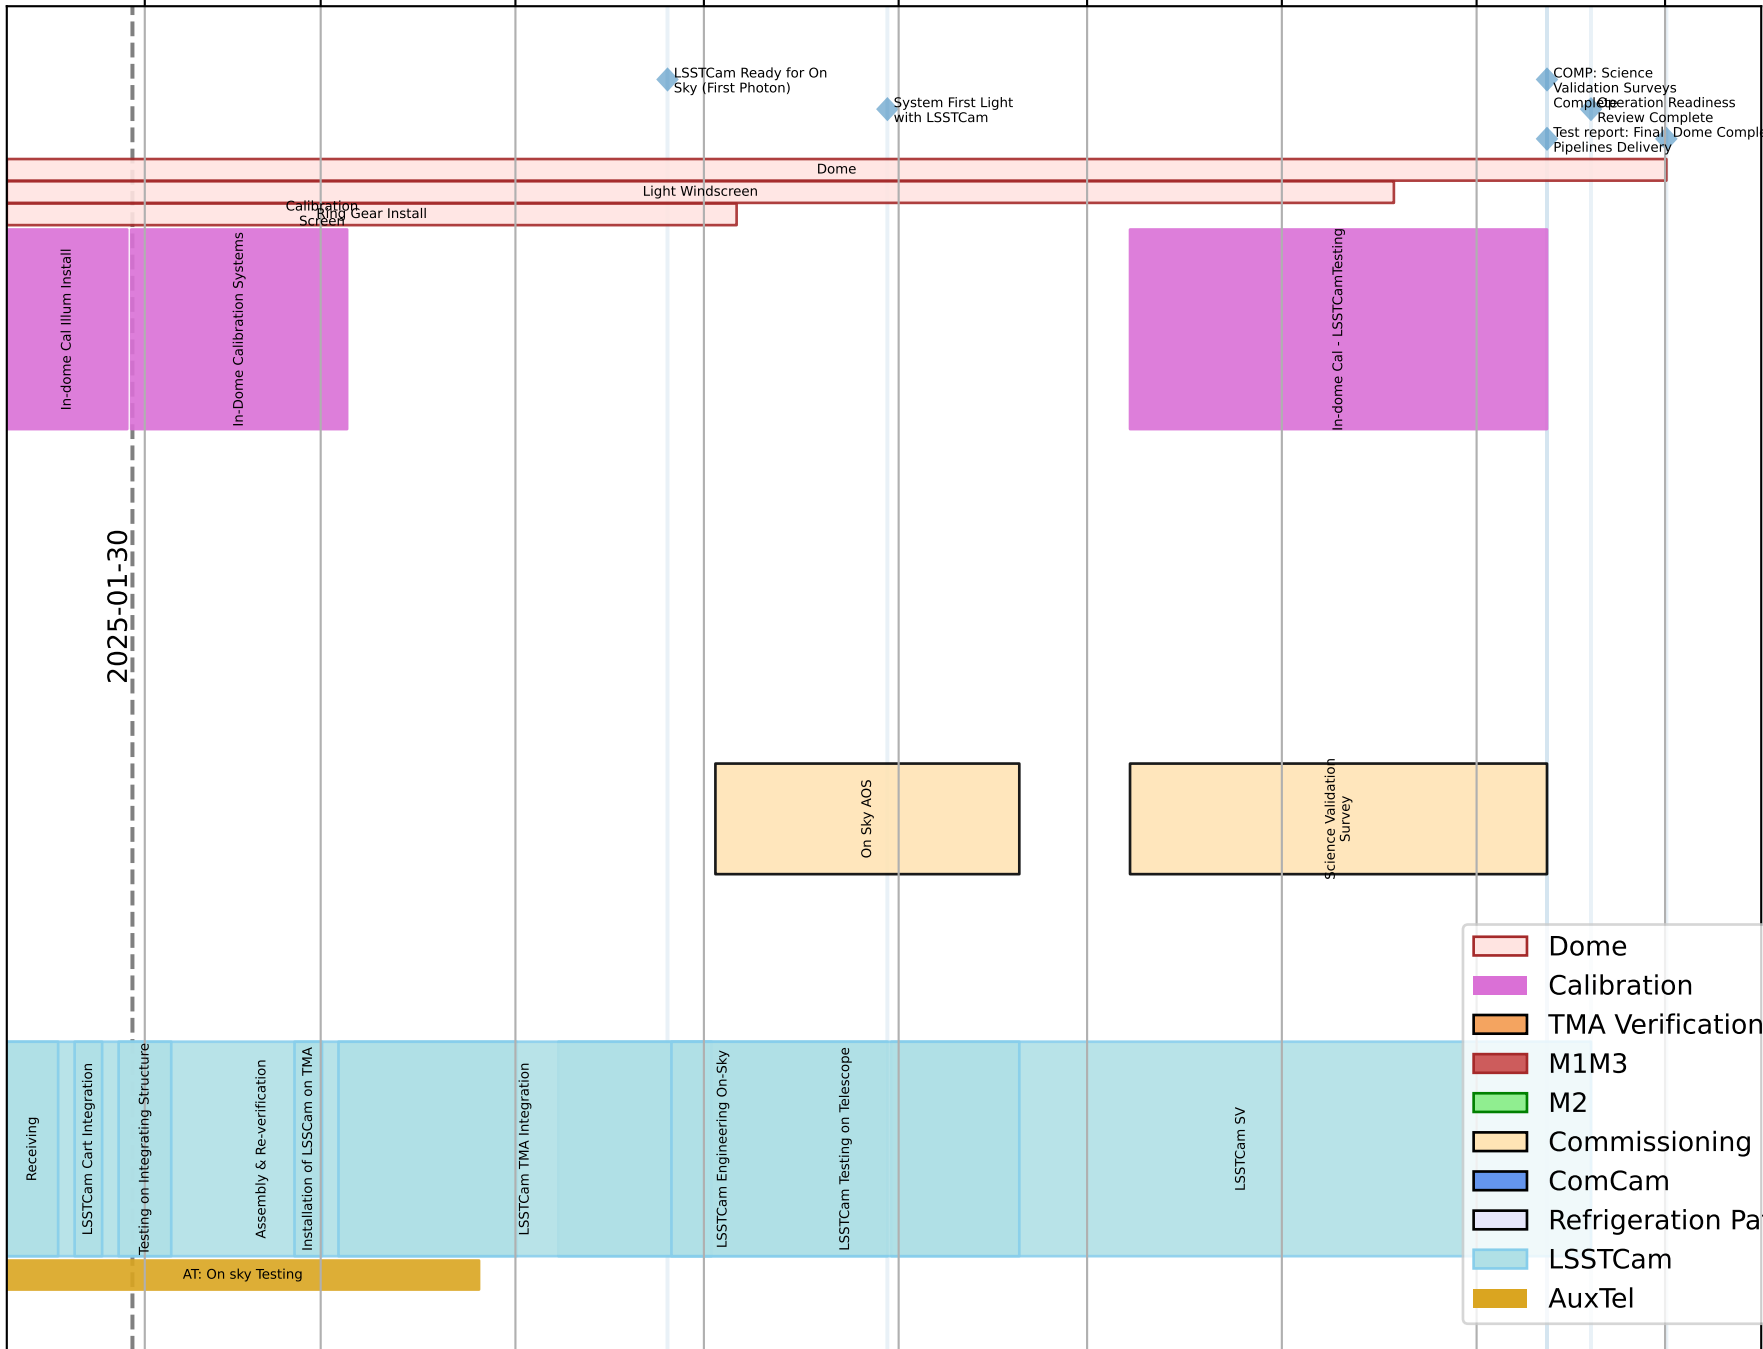 LSSTCam Ready for On
Sky (First Photon)
System First Light
with LSSTCam
COMP: Science
Validation Surveys
Complete
Operation Readiness
Review Complete
Test report: Final
Pipelines Delivery
Dome Compl
Dome
Light Windscreen
Calibration
Screen
Ring Gear Install
In-dome Cal Illum Install
In-Dome Calibration Systems
In-dome Cal - LSSTCamTesting
2025-01-30
On Sky AOS
Science Validation
Survey
Receiving
LSSTCam Cart Integration
Testing on Integrating Structure
Assembly & Re-verification
Installation of LSSCam on TMA
LSSTCam TMA Integration
LSSTCam Engineering On-Sky
LSSTCam Testing on Telescope
LSSTCam SV
AT: On sky Testing
Dome
Calibration
TMA Verification
M1M3
M2
Commissioning
ComCam
Refrigeration Pa
LSSTCam
AuxTel